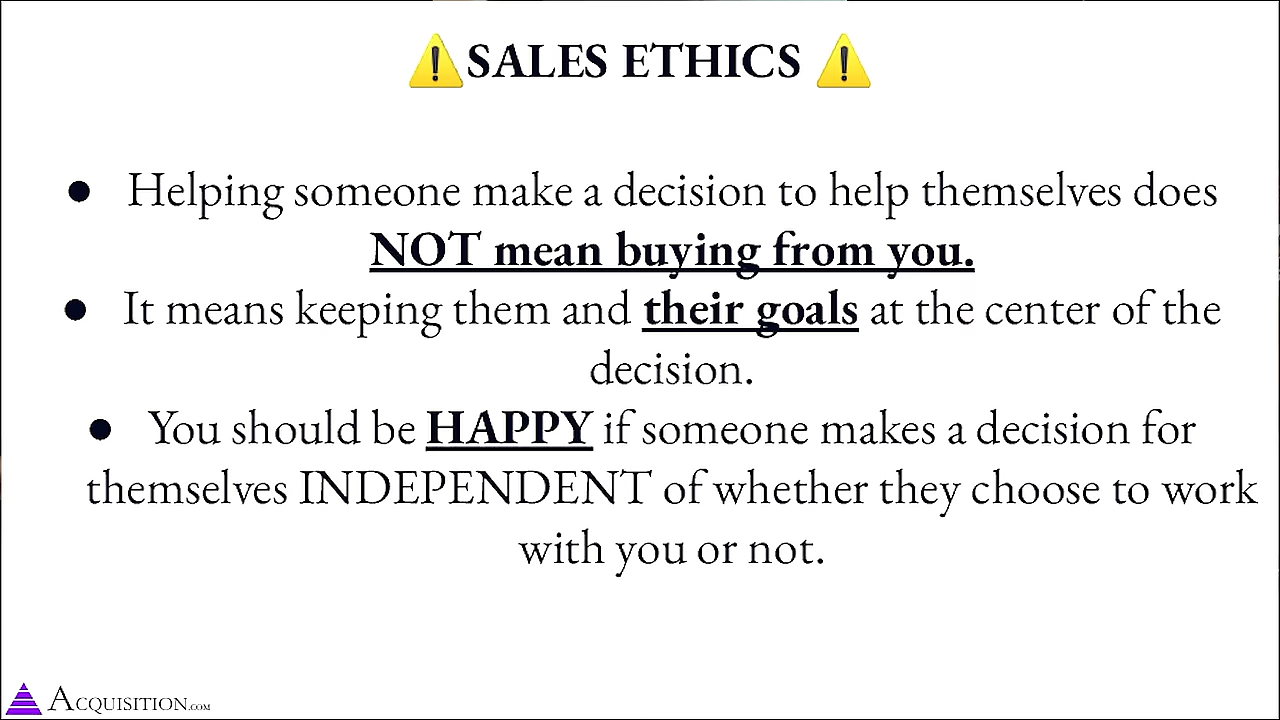 ⚠️SALES ETHICS ⚠️
● Helping someone make a decision to help themselves does
NOT mean buying from you.
● It means keeping them and their goals at the center of the
decision.
● You should be HAPPY if someone makes a decision for
themselves INDEPENDENT of whether they choose to work
with you or not.
ACQUISITION.COM